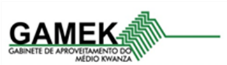 GAMEK
GABINETE DE APROVEITAMENTO DO
MÉDIO KWANZA